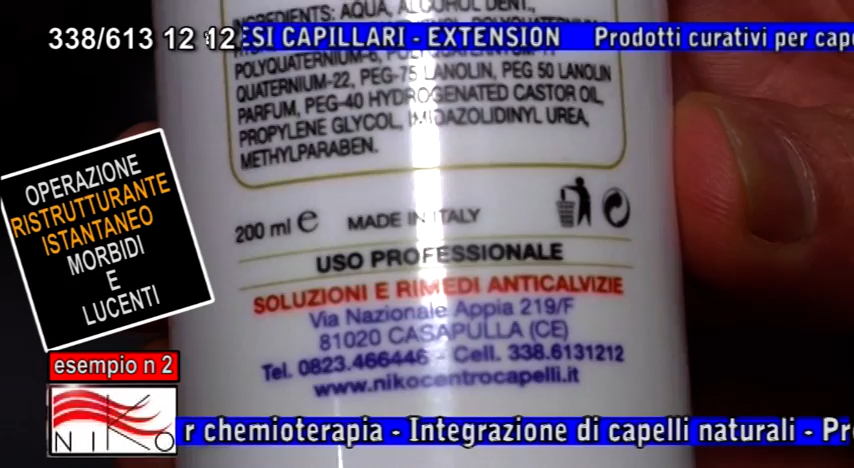 INGREDIENTS: AQUA, ALCOHOL DENT.,
338/613 12 12
ESI CAPILLARI - EXTENSION Prodotti curativi per cape
POLYQUATERNIUM-6,
QUATERNIUM-22, PEG-75 LANOLIN, PEG 50 LANOLIN
PARFUM, PEG-40 HYDROGENATED CASTOR OIL,
PROPYLENE GLYCOL, IMIDAZOLIDINYL UREA,
METHYLPARABEN.
OPERAZIONE
RISTRUTTURANTE
ISTANTANEO
MORBIDI
E
LUCENTI
200 ml e MADE IN ITALY
USO PROFESSIONALE
SOLUZIONI E RIMEDI ANTICALVIZIE
Via Nazionale Appia 219/F
81020 CASAPULLA (CE)
Tel. 0823.466446 - Cell. 338.6131212
www.nikocentrocapelli.it
esempio n 2
NIKO
r chemioterapia - Integrazione di capelli naturali - Pr